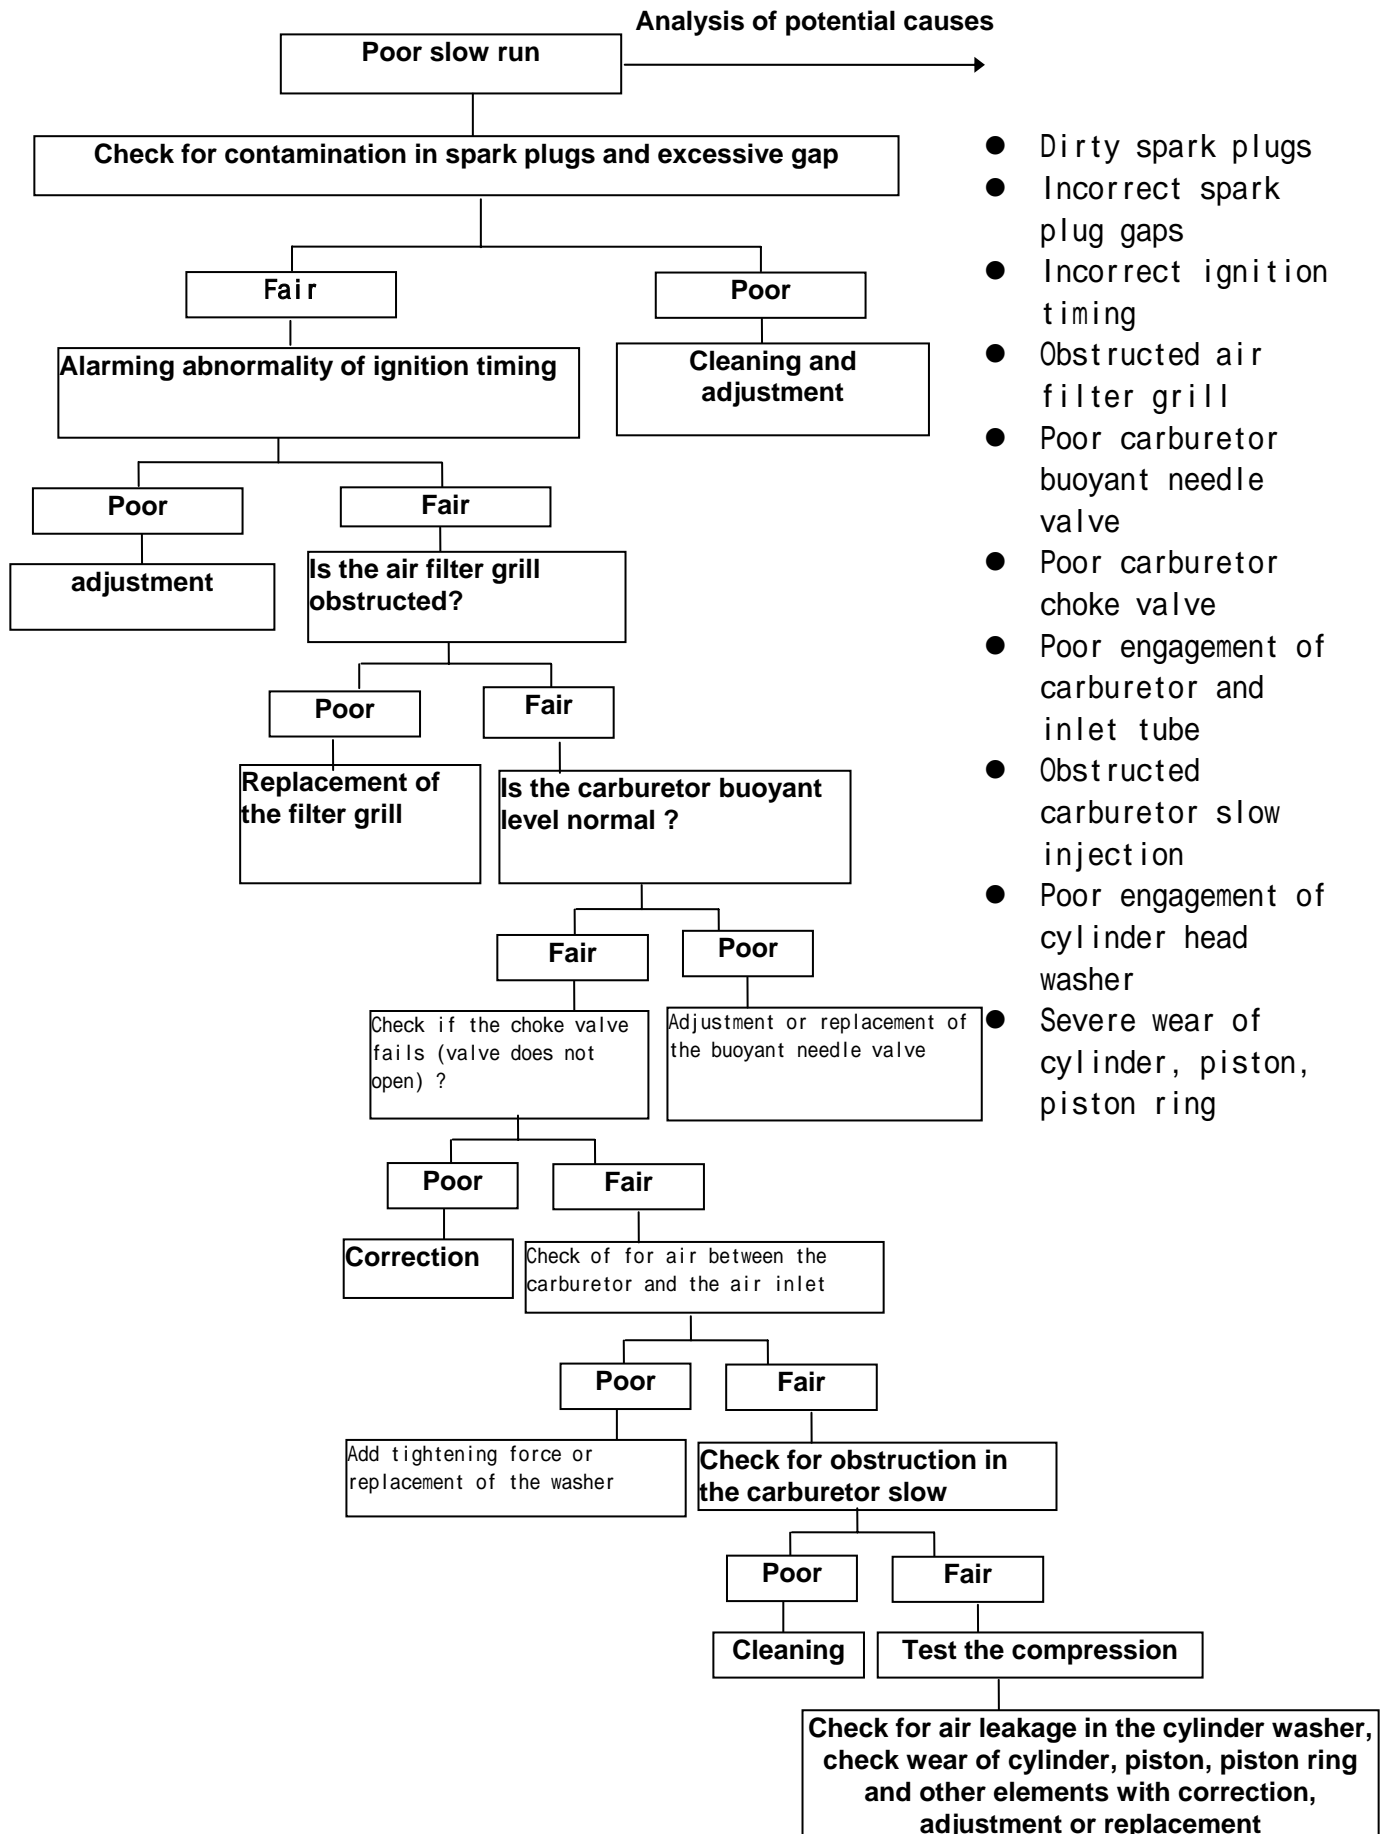 Analysis of potential causes
Poor slow run
Check for contamination in spark plugs and excessive gap
Fair
Poor
Alarming abnormality of ignition timing
Cleaning and
adjustment
Poor
Fair
adjustment
Is the air filter grill
obstructed?
Poor
Fair
Replacement of
the filter grill
Is the carburetor buoyant
level normal ?
Fair
Poor
Check if the choke valve
fails (valve does not
open) ?
Adjustment or replacement of
the buoyant needle valve
Poor
Fair
Correction
Check of for air between the
carburetor and the air inlet
Poor
Fair
Add tightening force or
replacement of the washer
Check for obstruction in
the carburetor slow
Poor
Fair
Cleaning
Test the compression
Check for air leakage in the cylinder washer,
check wear of cylinder, piston, piston ring
and other elements with correction,
adjustment or replacement
● Dirty spark plugs
● Incorrect spark
plug gaps
● Incorrect ignition
timing
● Obstructed air
filter grill
● Poor carburetor
buoyant needle
valve
● Poor carburetor
choke valve
● Poor engagement of
carburetor and
inlet tube
● Obstructed
carburetor slow
injection
● Poor engagement of
cylinder head
washer
● Severe wear of
cylinder, piston,
piston ring